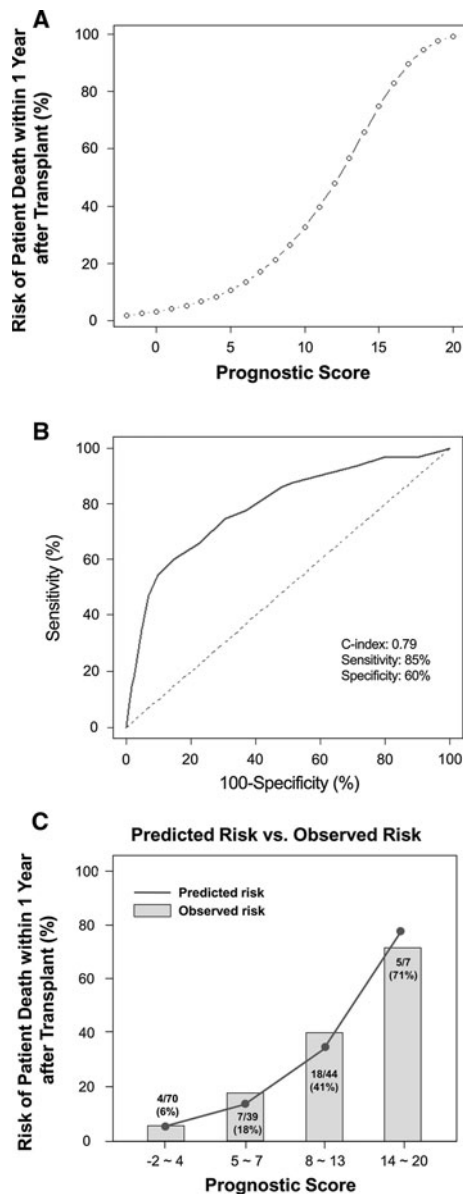 A
Risk of Patient Death within 1 Year
after Transplant (%)
100
80
60
40
20
0
0 5 10 15 20
Prognostic Score
B
Sensitivity (%)
100
80
60
40
20
0
C-index: 0.79
Sensitivity: 85%
Specificity: 60%
0 20 40 60 80 100
100-Specificity (%)
C
Predicted Risk vs. Observed Risk
Risk of Patient Death within 1 Year
after Transplant (%)
100
80
60
40
20
0
Predicted risk
Observed risk
4/70
(6%)
7/39
(18%)
18/44
(41%)
5/7
(71%)
-2 ~ 4 5 ~ 7 8 ~ 13 14 ~ 20
Prognostic Score